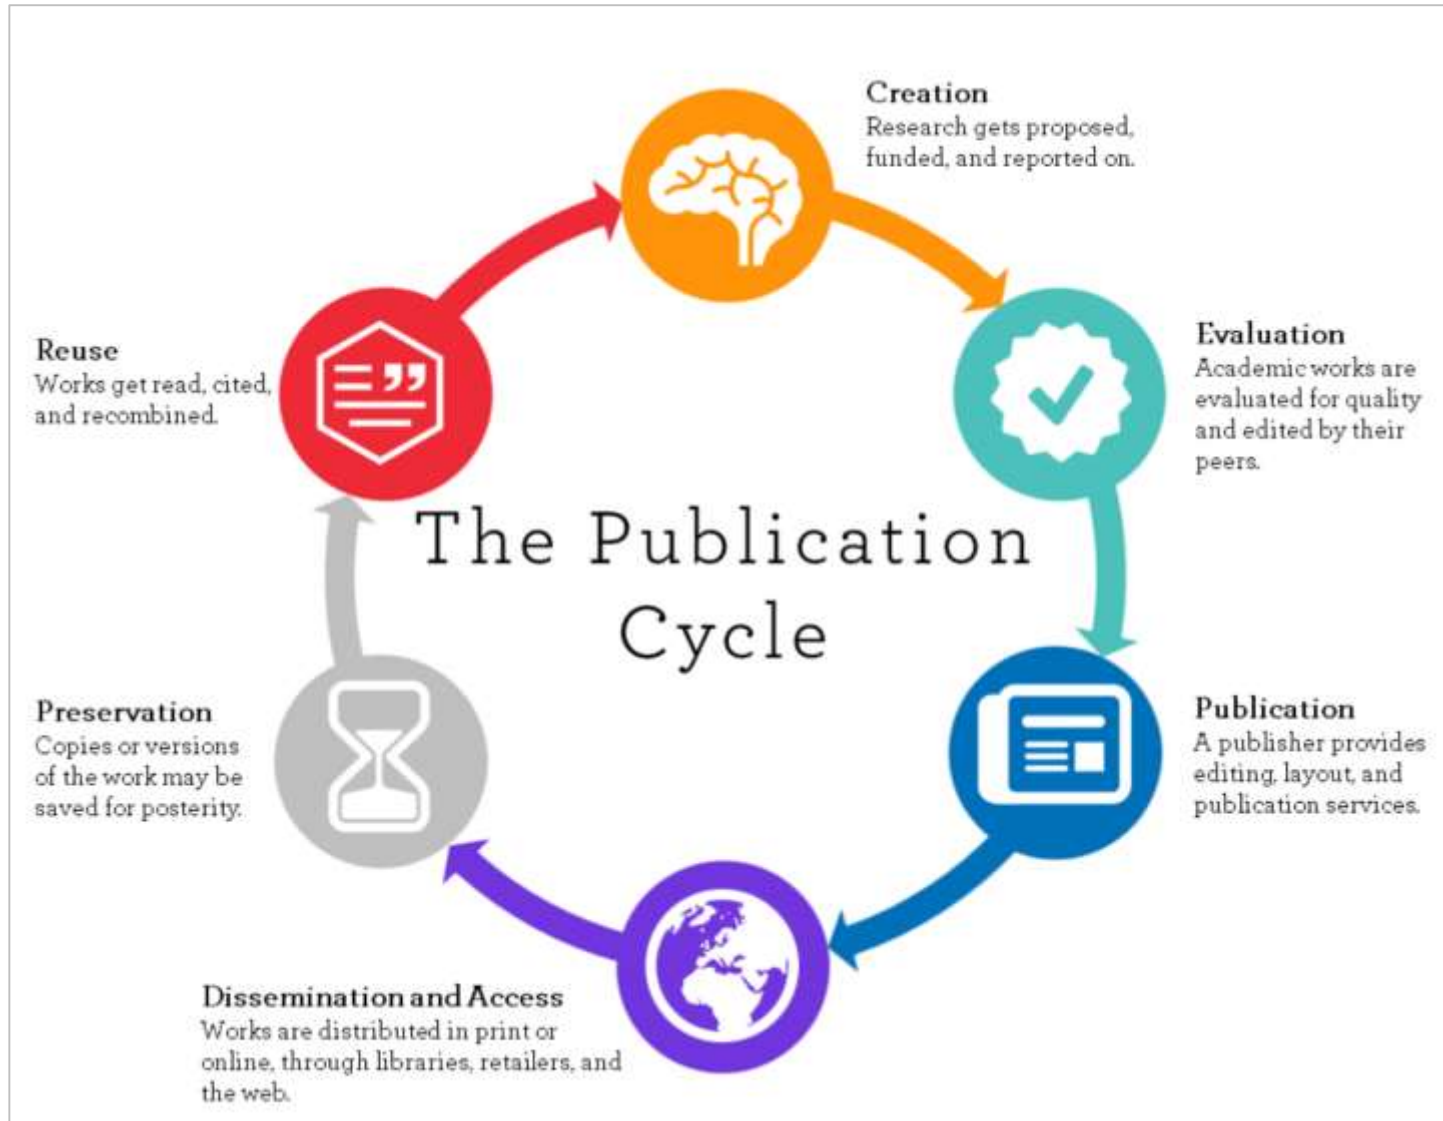 Creation
Research gets proposed,
funded, and reported on.
Evaluation
Academic works are
evaluated for quality
and edited by their
peers.
Publication
A publisher provides
editing, layout, and
publication services.
Dissemination and Access
Works are distributed in print or
online, through libraries, retailers, and
the web.
Preservation
Copies or versions
of the work may be
saved for posterity.
Reuse
Works get read, cited,
and recombined.
The Publication
Cycle